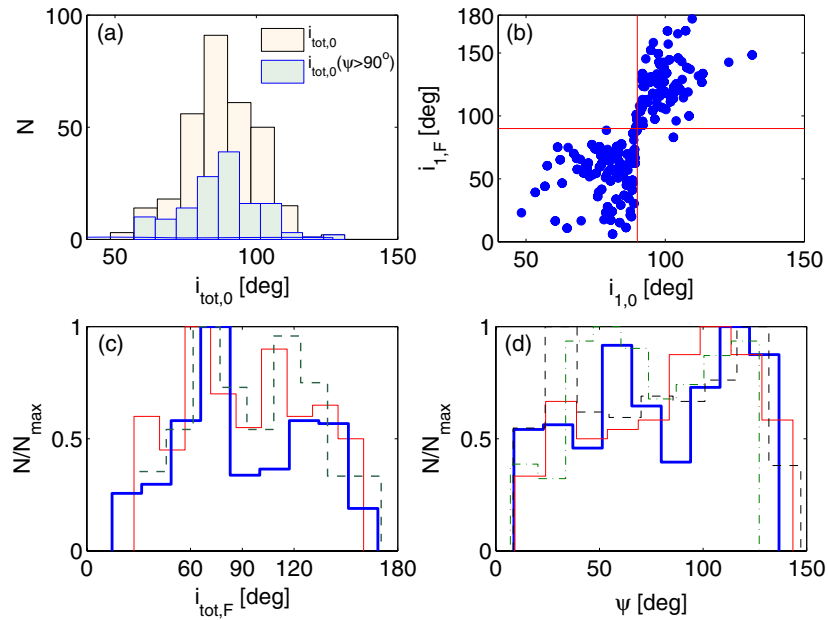 (a)
i_tot,0
i_tot,0(ψ>90°)
100
50
0
N
50
100
150
i_tot,0 [deg]
(b)
180
150
100
50
0
i_1,F [deg]
50
100
150
i_1,0 [deg]
(c)
1
0.5
0
N/N_max
0
60
90
120
180
i_tot,F [deg]
(d)
1
0.5
0
N/N_max
0
50
100
150
ψ [deg]